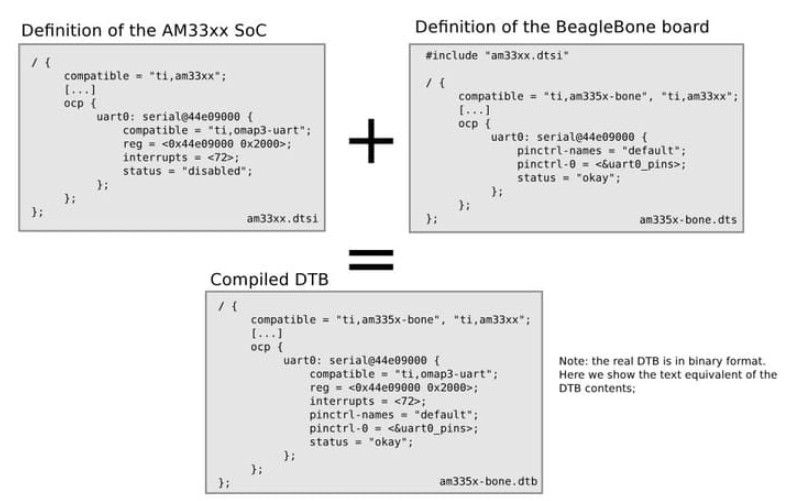 Definition of the AM33xx SoC
/ {
compatible = "ti,am33xx";
[...]
ocp {
uart0: serial@44e09000 {
compatible = "ti,omap3-uart";
reg = <0x44e09000 0x2000>;
interrupts = <72>;
status = "disabled";
};
};
};
am33xx.dtsi
+
Definition of the BeagleBone board
#include "am33xx.dtsi"
/ {
compatible = "ti,am335x-bone", "ti,am33xx";
[...]
ocp {
uart0: serial@44e09000 {
pinctrl-names = "default";
pinctrl-0 = <&uart0_pins>;
status = "okay";
};
};
};
am335x-bone.dts
=
Compiled DTB
/ {
compatible = "ti,am335x-bone", "ti,am33xx";
[...]
ocp {
uart0: serial@44e09000 {
compatible = "ti,omap3-uart";
reg = <0x44e09000 0x2000>;
interrupts = <72>;
pinctrl-names = "default";
pinctrl-0 = <&uart0_pins>;
status = "okay";
};
};
};
am335x-bone.dtb
Note: the real DTB is in binary format.
Here we show the text equivalent of the
DTB contents;